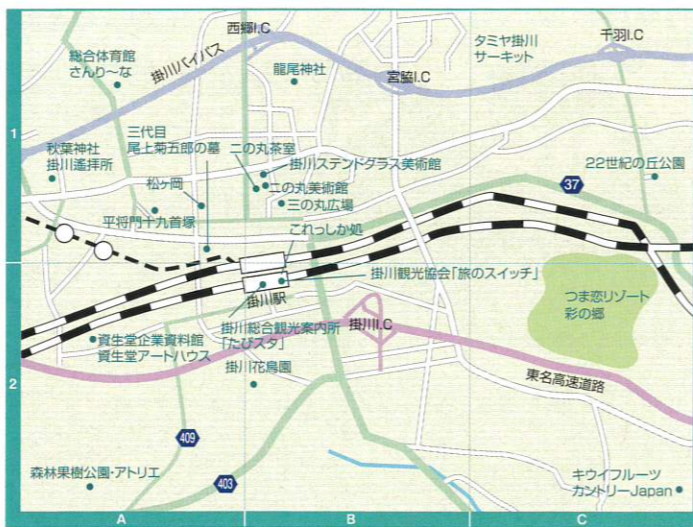 西郷I.C
千羽I.C
総合体育館
さんり～な
掛川バイパス
龍尾神社
宮脇I.C
タミヤ掛川
サーキット
1
三代目
尾上菊五郎の墓
二の丸茶室
掛川ステンドグラス美術館
秋葉神社
掛川遙拝所
松ヶ岡
二の丸美術館
三の丸広場
37
22世紀の丘公園
平将門十九首塚
これっしか処
掛川観光協会「旅のスイッチ」
掛川駅
つま恋リゾート
彩の郷
掛川総合観光案内所
「たびスタ」
掛川I.C
資生堂企業資料館
資生堂アートハウス
2
掛川花鳥園
東名高速道路
409
403
森林果樹公園・アトリエ
キウイフルーツ
カントリーJapan
A
B
C